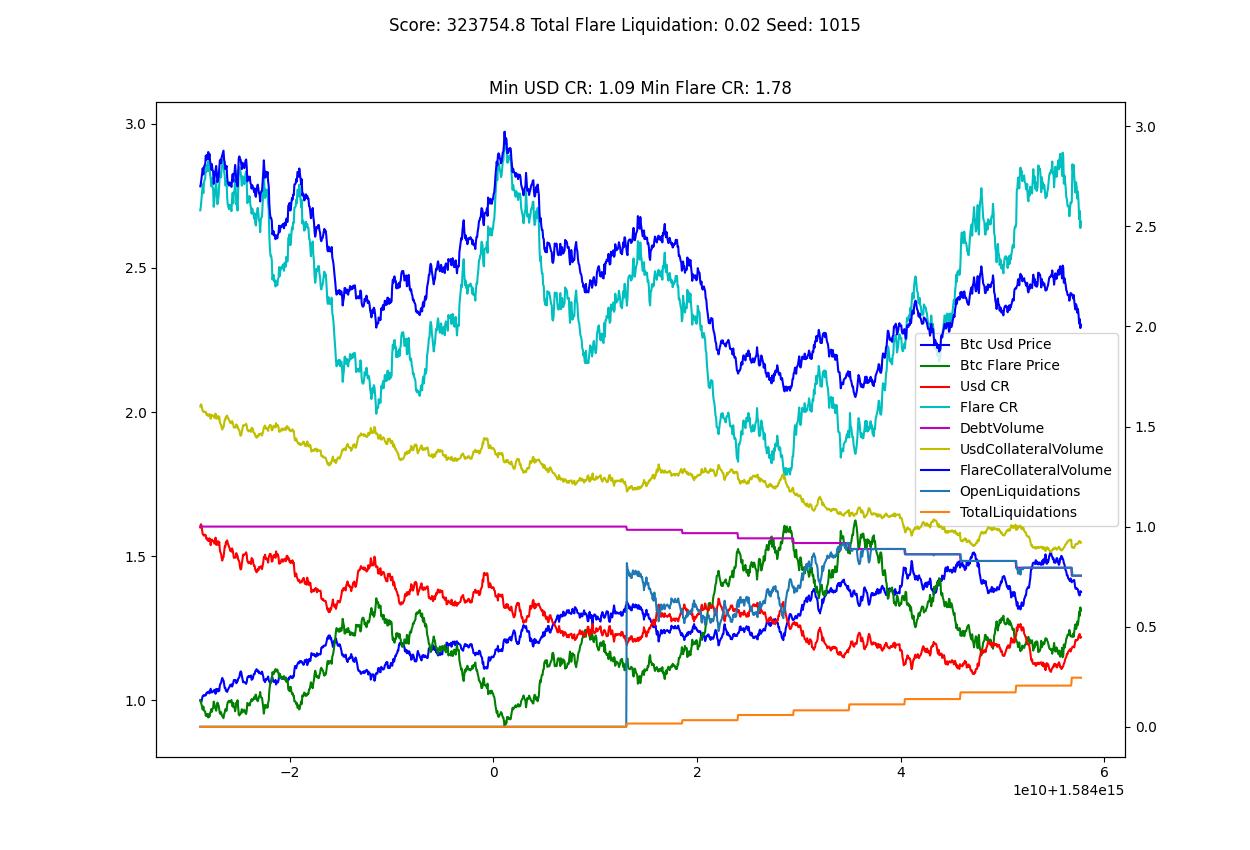 Score: 323754.8 Total Flare Liquidation: 0.02 Seed: 1015
Min USD CR: 1.09 Min Flare CR: 1.78
3.0
2.5
2.0
1.5
1.0
3.0
2.5
2.0
1.5
1.0
0.5
0.0
Btc Usd Price
Btc Flare Price
Usd CR
Flare CR
DebtVolume
UsdCollateralVolume
FlareCollateralVolume
OpenLiquidations
TotalLiquidations
−2 0 2 4 6
1e10+1.584e15